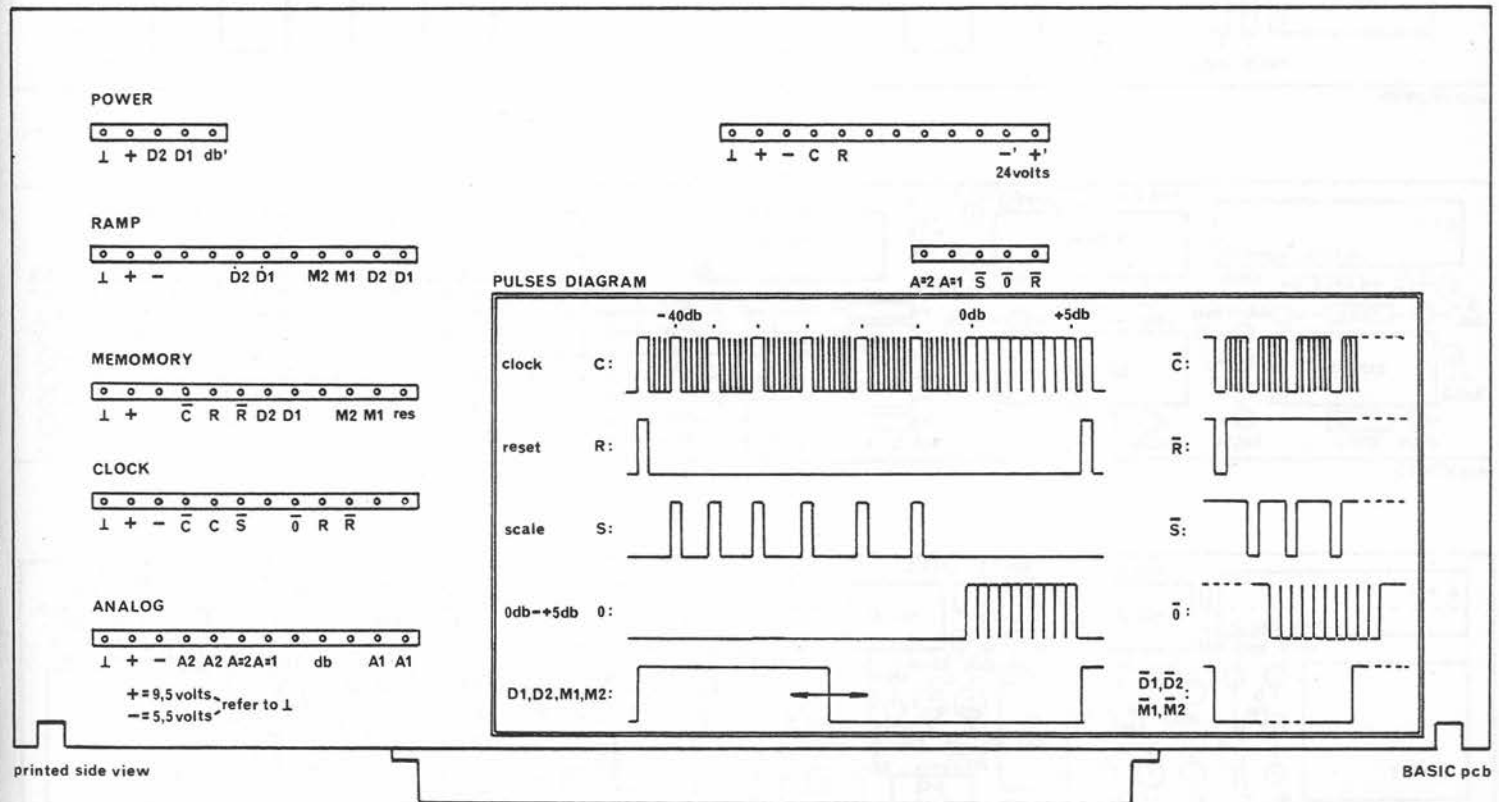 POWER
⊥ + D2 D1 db'
⊥ + − C R −' +'
24volts
RAMP
⊥ + − Ḋ2 Ḋ1 M2 M1 D2 D1
A=2 A=1 S̅ 0̅ R̅
PULSES DIAGRAM
−40db 0db +5db
MEMOMORY
⊥ + C̅ R R̅ D2 D1 M2 M1 res
clock C: C̅:
reset R: R̅:
CLOCK
⊥ + − C̅ C S̅ 0̅ R R̅
scale S: S̅:
ANALOG
⊥ + − A2 A2 A=2 A=1 db A1 A1
0db−+5db 0: 0̅:
+ = 9,5 volts
− = 5,5 volts
refer to ⊥
D1,D2,M1,M2: D̅1,D̅2
M̅1,M̅2:
printed side view
BASIC pcb